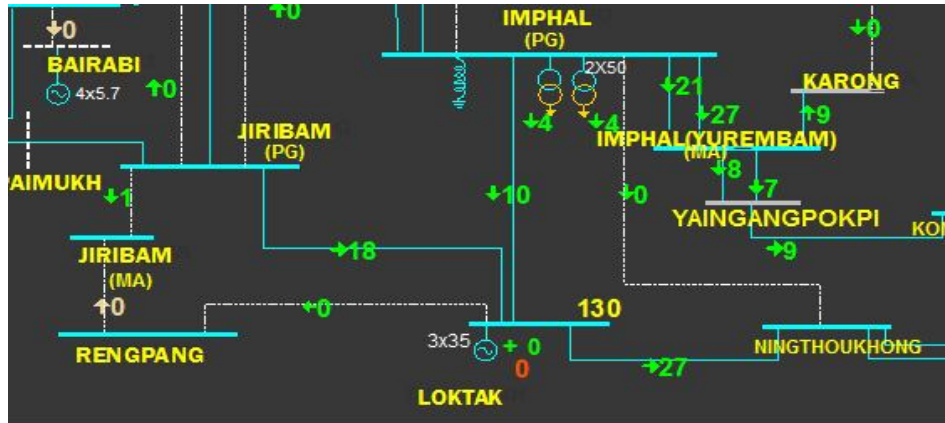 0
0
IMPHAL
(PG)
0
BAIRABI
4x5.7
0
2X50
21
KARONG
JIRIBAM
(PG)
4
4
27
9
IMPHAL(YUREMBAM)
(MA)
PAIMUKH
1
10
0
8
7
YAINGANGPOKPI
JIRIBAM
(MA)
18
9
KON
0
0
130
RENGPANG
3x35
+ 0
0
NINGTHOUKHONG
27
LOKTAK